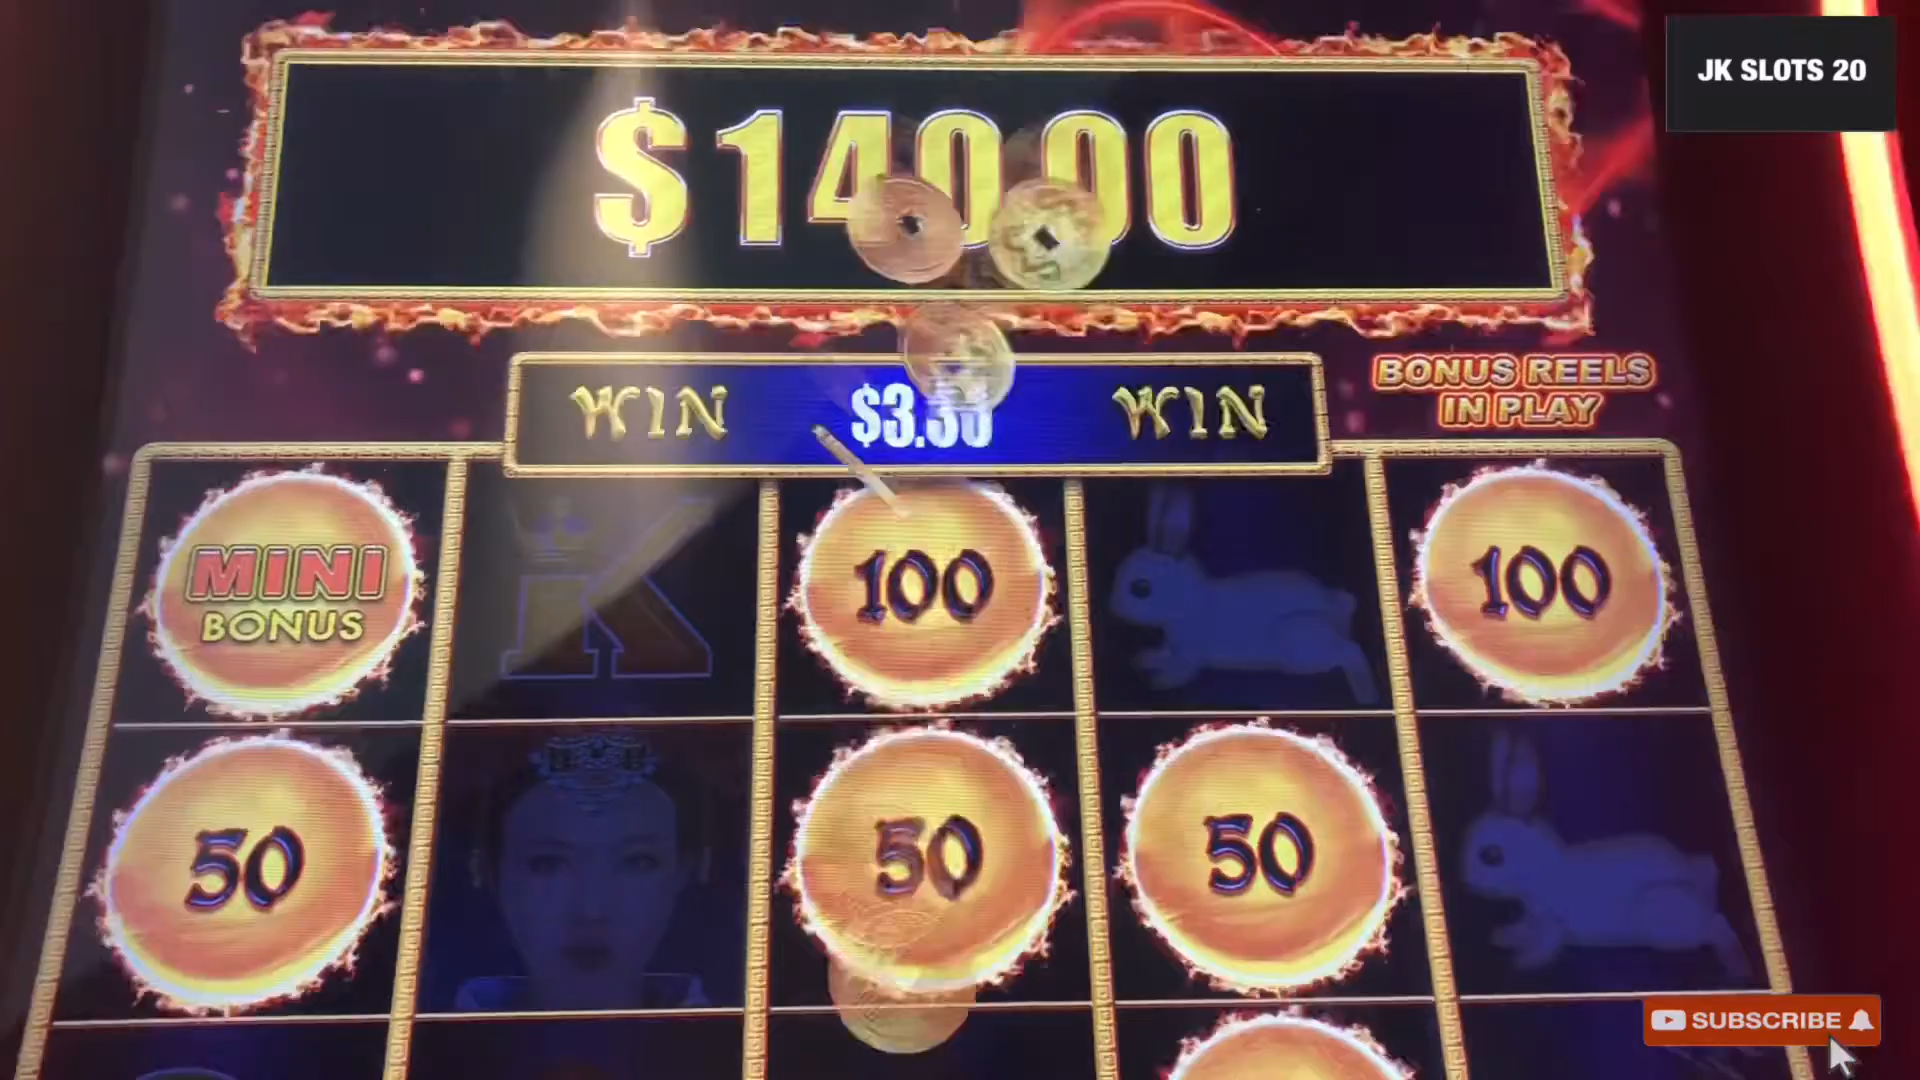 JK SLOTS 20
$140.00
WIN
WIN
BONUS REELS
IN PLAY
MINI
BONUS
K
100
100
50
50
50
SUBSCRIBE